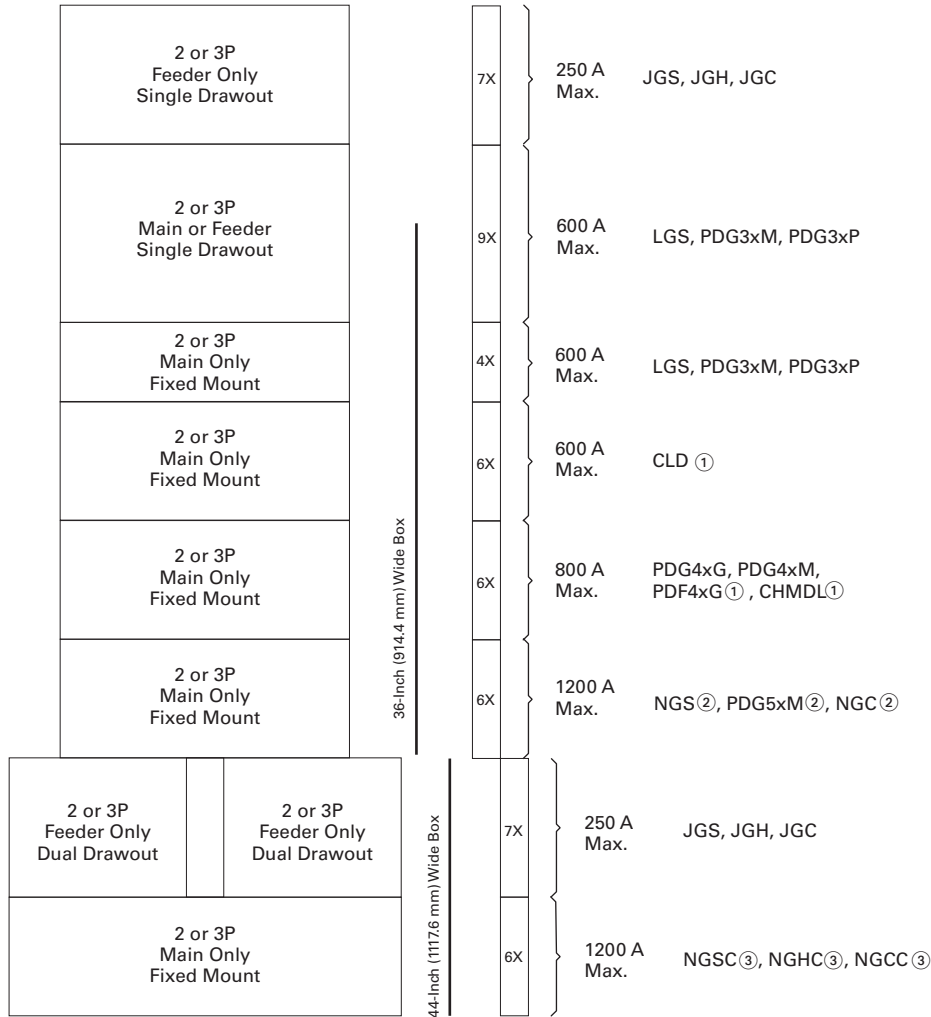 2 or 3P
Feeder Only
Single Drawout
7X
250 A
Max.
JGS, JGH, JGC
2 or 3P
Main or Feeder
Single Drawout
9X
600 A
Max.
LGS, PDG3xM, PDG3xP
2 or 3P
Main Only
Fixed Mount
4X
600 A
Max.
LGS, PDG3xM, PDG3xP
2 or 3P
Main Only
Fixed Mount
6X
600 A
Max.
CLD ①
2 or 3P
Main Only
Fixed Mount
6X
800 A
Max.
PDG4xG, PDG4xM,
PDF4xG① , CHMDL①
2 or 3P
Main Only
Fixed Mount
6X
1200 A
Max.
NGS②, PDG5xM②, NGC②
36-Inch (914.4 mm) Wide Box
2 or 3P
Feeder Only
Dual Drawout
2 or 3P
Feeder Only
Dual Drawout
7X
250 A
Max.
JGS, JGH, JGC
2 or 3P
Main Only
Fixed Mount
6X
1200 A
Max.
NGSC③, NGHC③, NGCC③
44-Inch (1117.6 mm) Wide Box